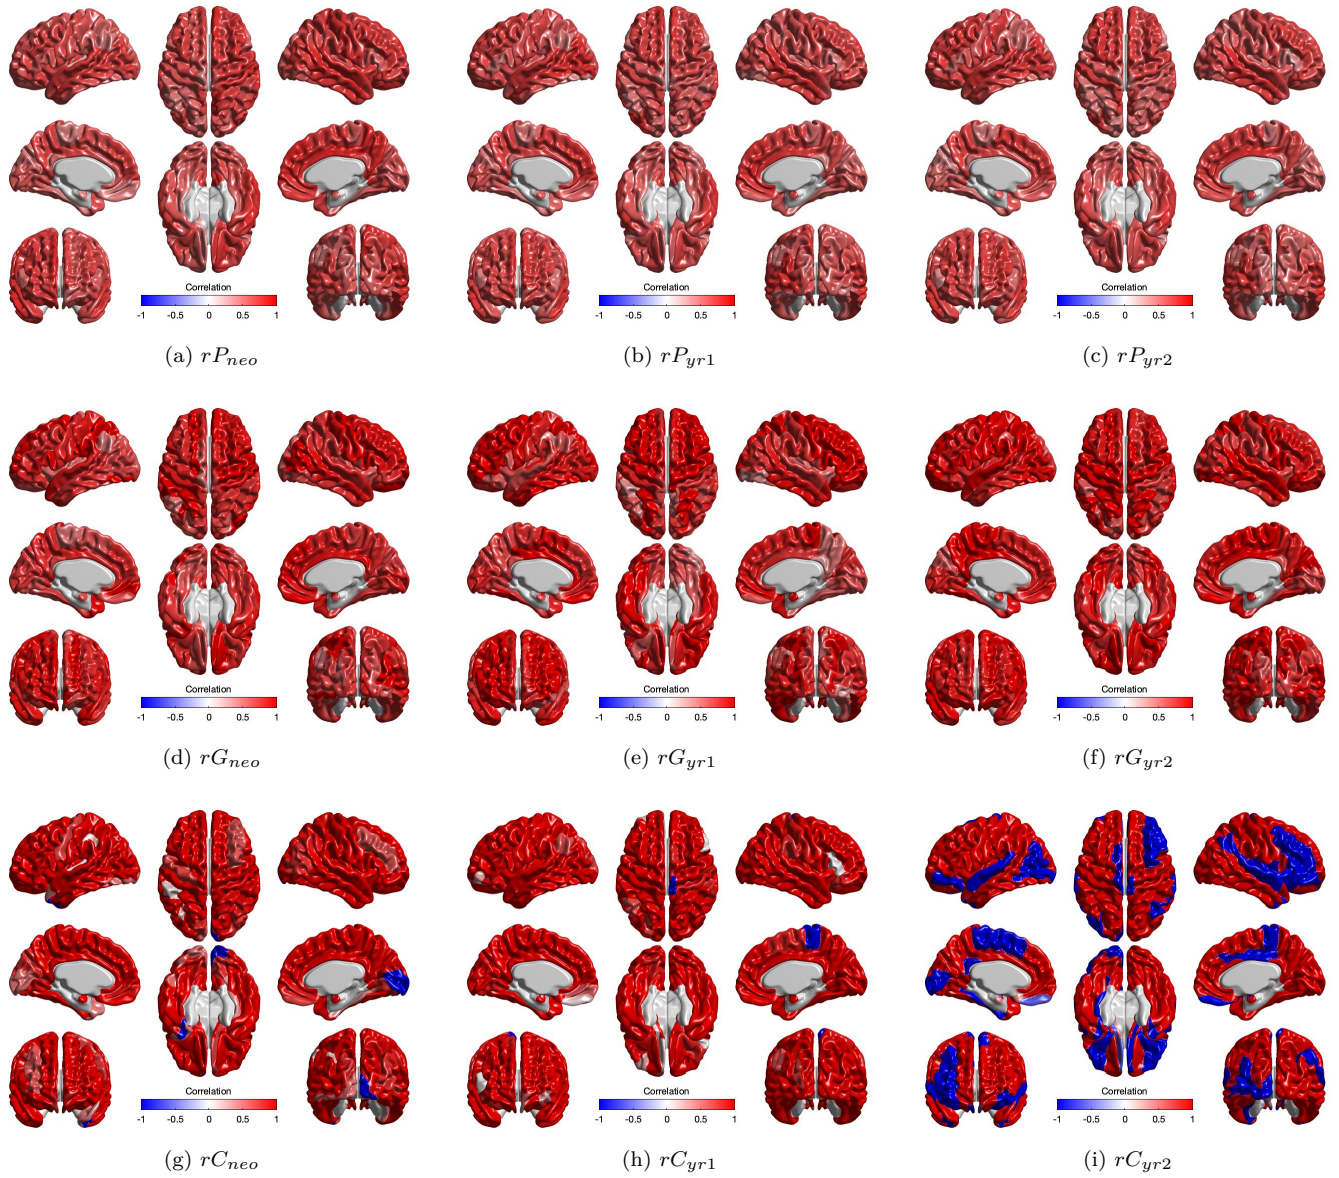 Correlation
-1 -0.5 0 0.5 1
(a) rP_neo
Correlation
-1 -0.5 0 0.5 1
(b) rP_yr1
Correlation
-1 -0.5 0 0.5 1
(c) rP_yr2
Correlation
-1 -0.5 0 0.5 1
(d) rG_neo
Correlation
-1 -0.5 0 0.5 1
(e) rG_yr1
Correlation
-1 -0.5 0 0.5 1
(f) rG_yr2
Correlation
-1 -0.5 0 0.5 1
(g) rC_neo
Correlation
-1 -0.5 0 0.5 1
(h) rC_yr1
Correlation
-1 -0.5 0 0.5 1
(i) rC_yr2